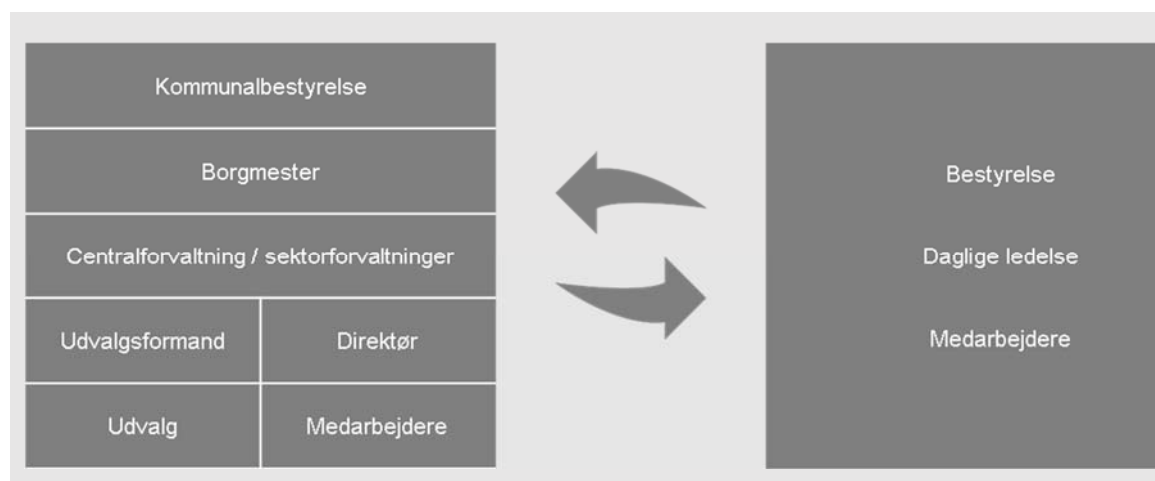 Kommunalbestyrelse
Borgmester
Centralforvaltning / sektorforvaltninger
Udvalgsformand
Direktør
Udvalg
Medarbejdere
Bestyrelse
Daglige ledelse
Medarbejdere